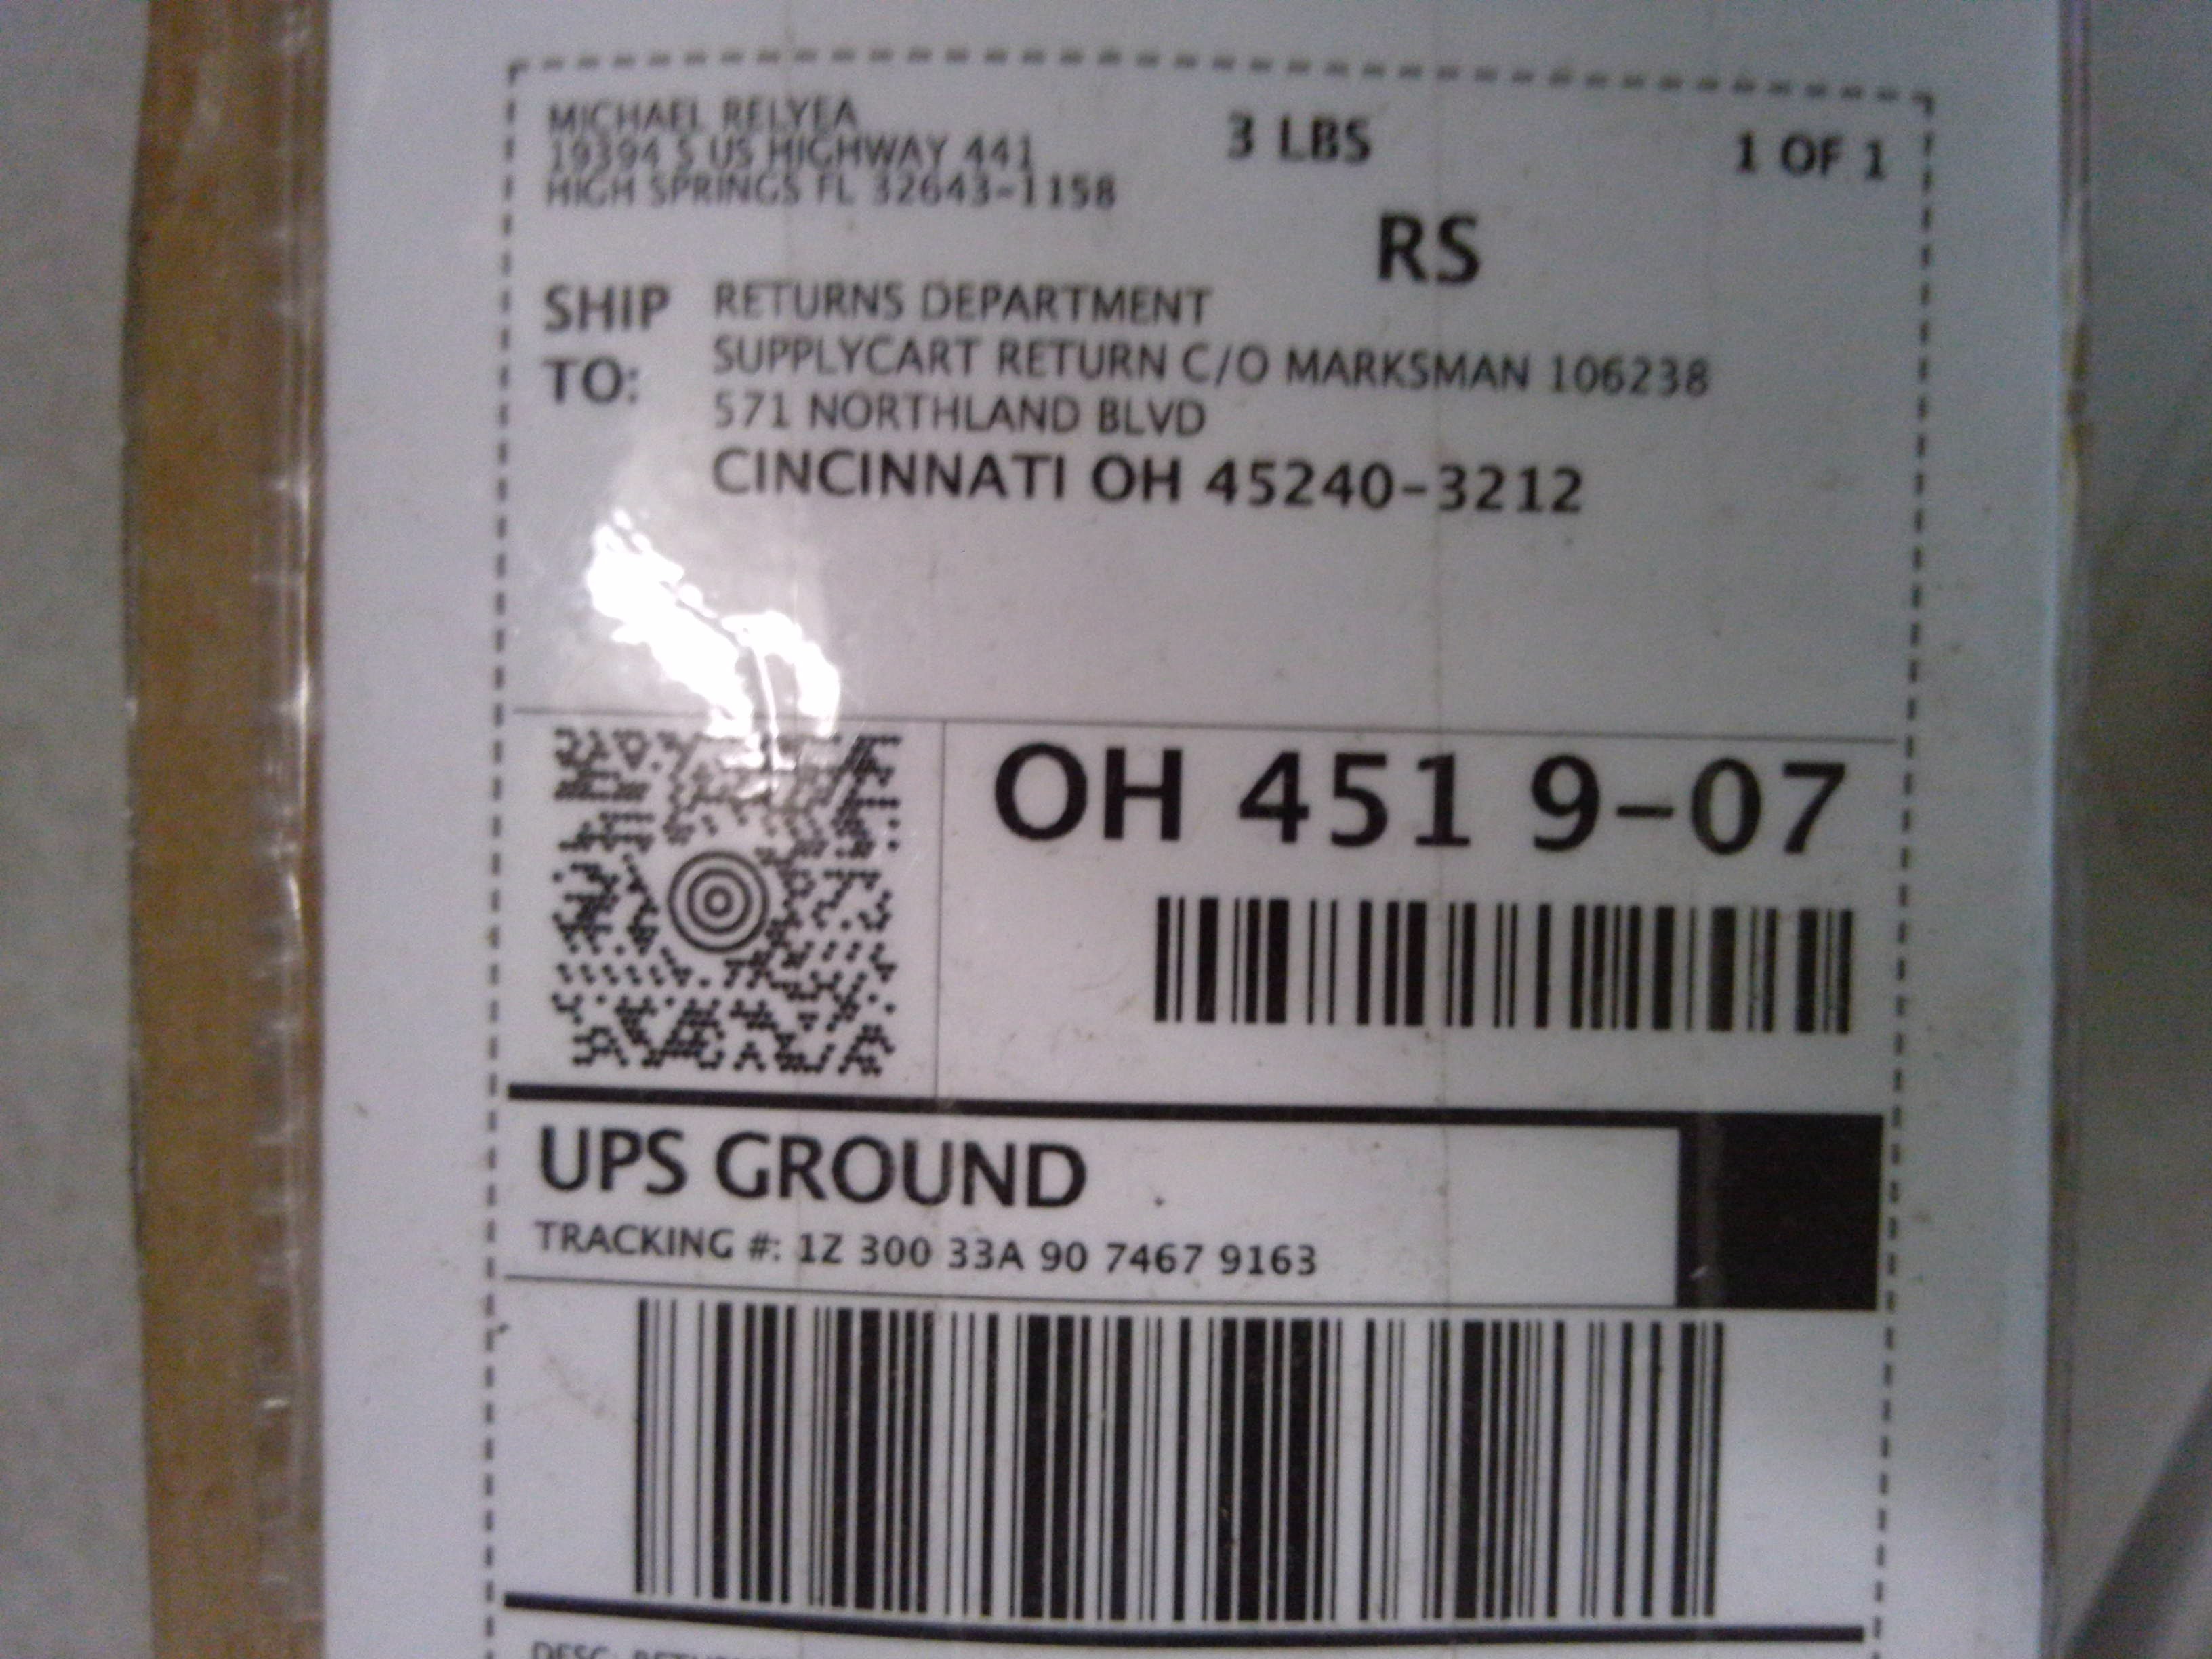 MICHAEL RELYEA
19394 S US HIGHWAY 441
HIGH SPRINGS FL 32643-1158
3 LBS
1 OF 1
RS
SHIP TO:
RETURNS DEPARTMENT
SUPPLYCART RETURN C/O MARKSMAN 106238
571 NORTHLAND BLVD
CINCINNATI OH 45240-3212
OH 451 9-07
UPS GROUND
TRACKING #: 1Z 300 33A 90 7467 9163